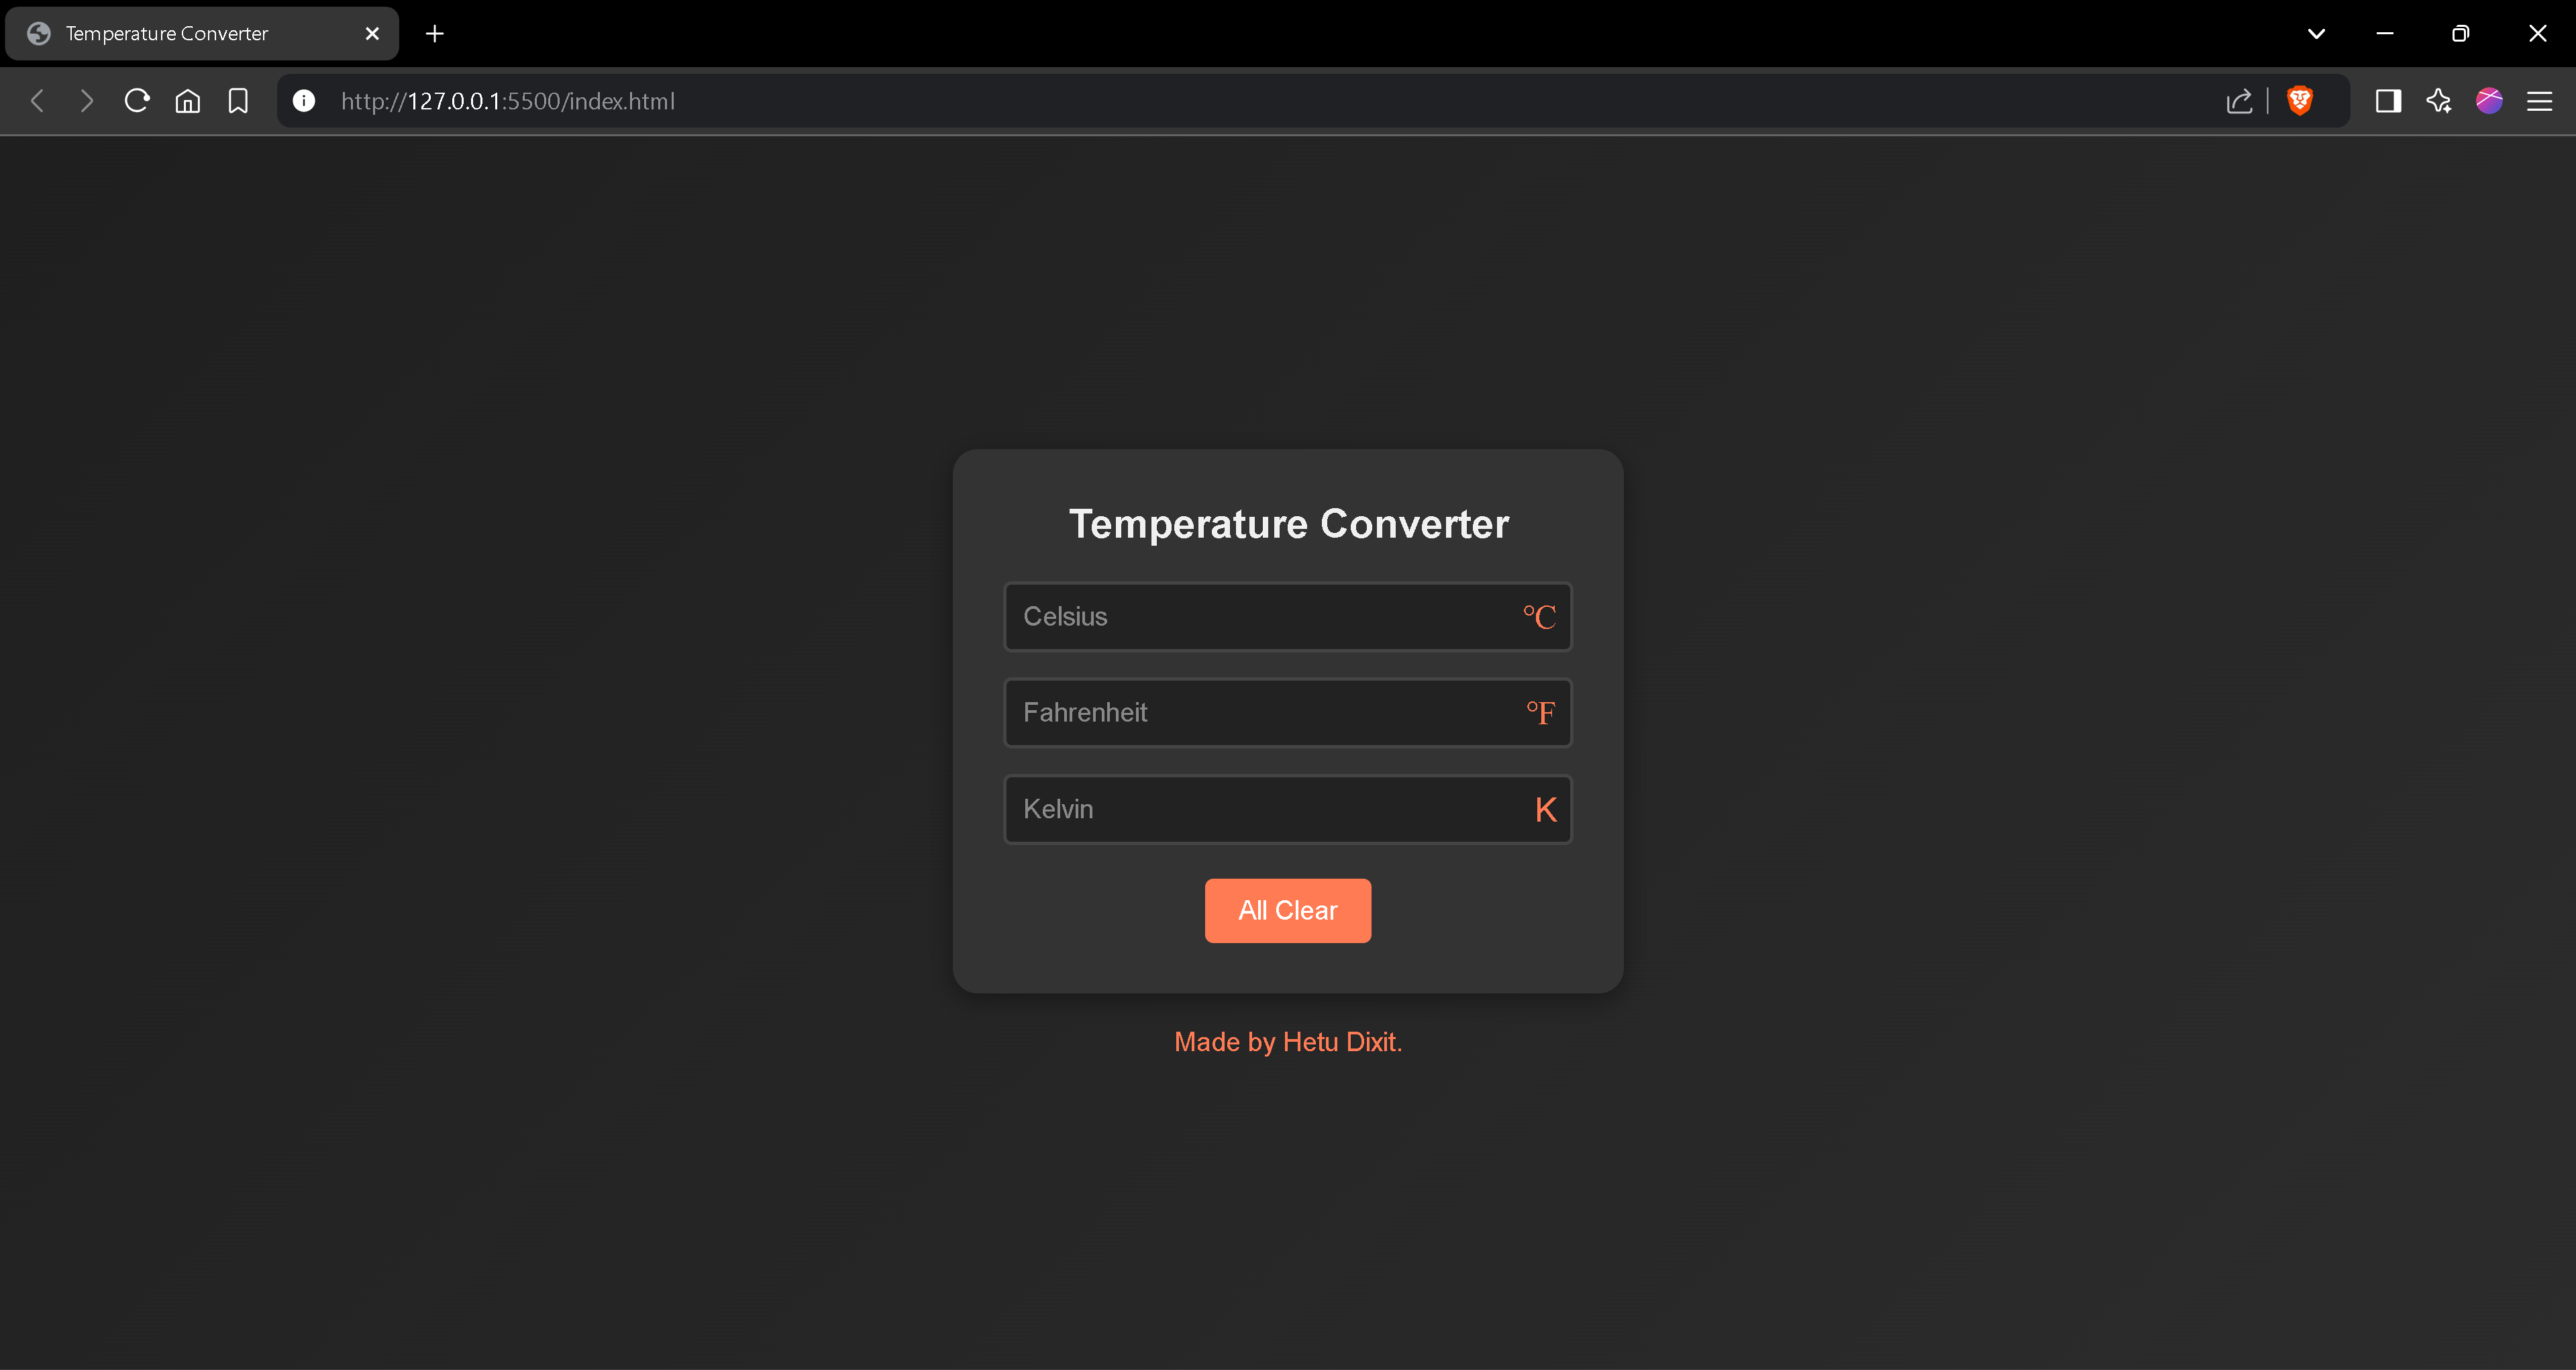 Temperature Converter
http://127.0.0.1:5500/index.html
Temperature Converter
Celsius ℃
Fahrenheit ℉
Kelvin K
All Clear
Made by Hetu Dixit.